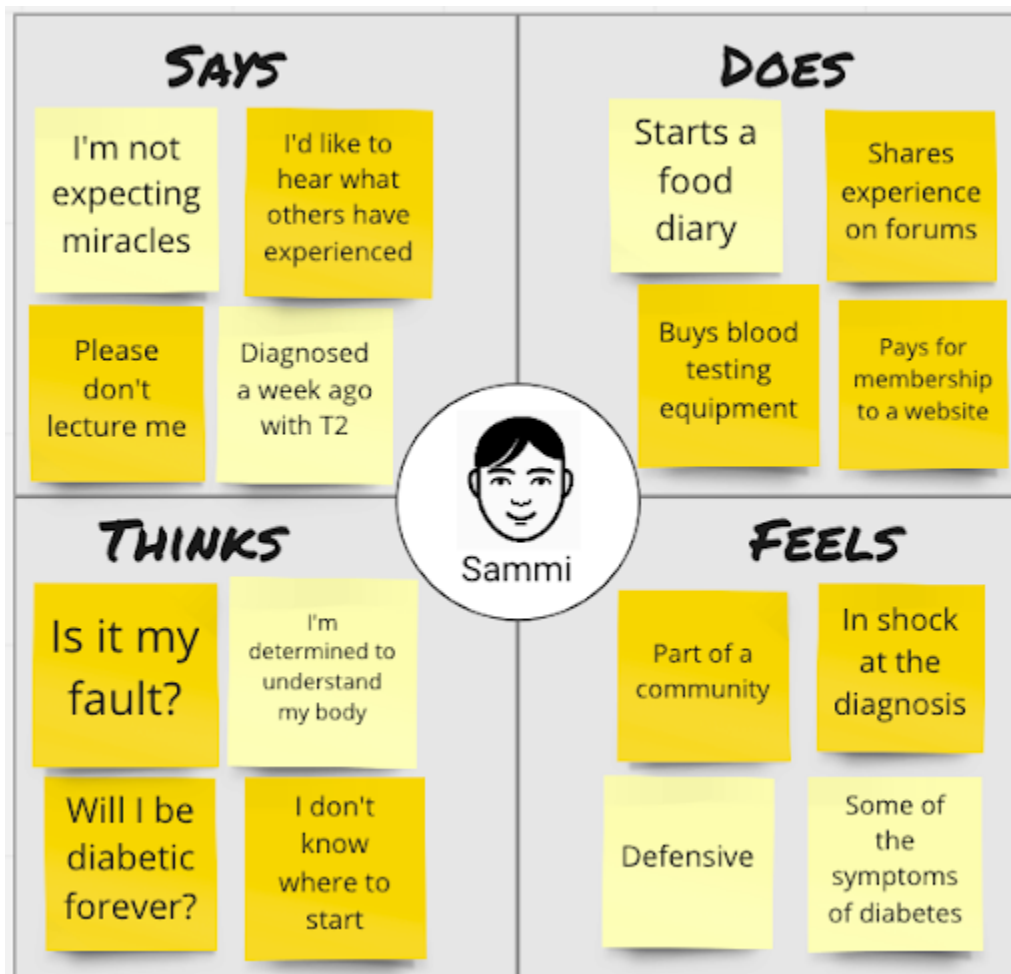 SAYS
I'm not
expecting
miracles
I'd like to
hear what
others have
experienced
Please
don't
lecture me
Diagnosed
a week ago
with T2
DOES
Starts a
food
diary
Shares
experience
on forums
Buys blood
testing
equipment
Pays for
membership
to a website
Sammi
THINKS
Is it my
fault?
I'm
determined to
understand
my body
Will I be
diabetic
forever?
I don't
know
where to
start
FEELS
Part of a
community
In shock
at the
diagnosis
Defensive
Some of
the
symptoms
of diabetes